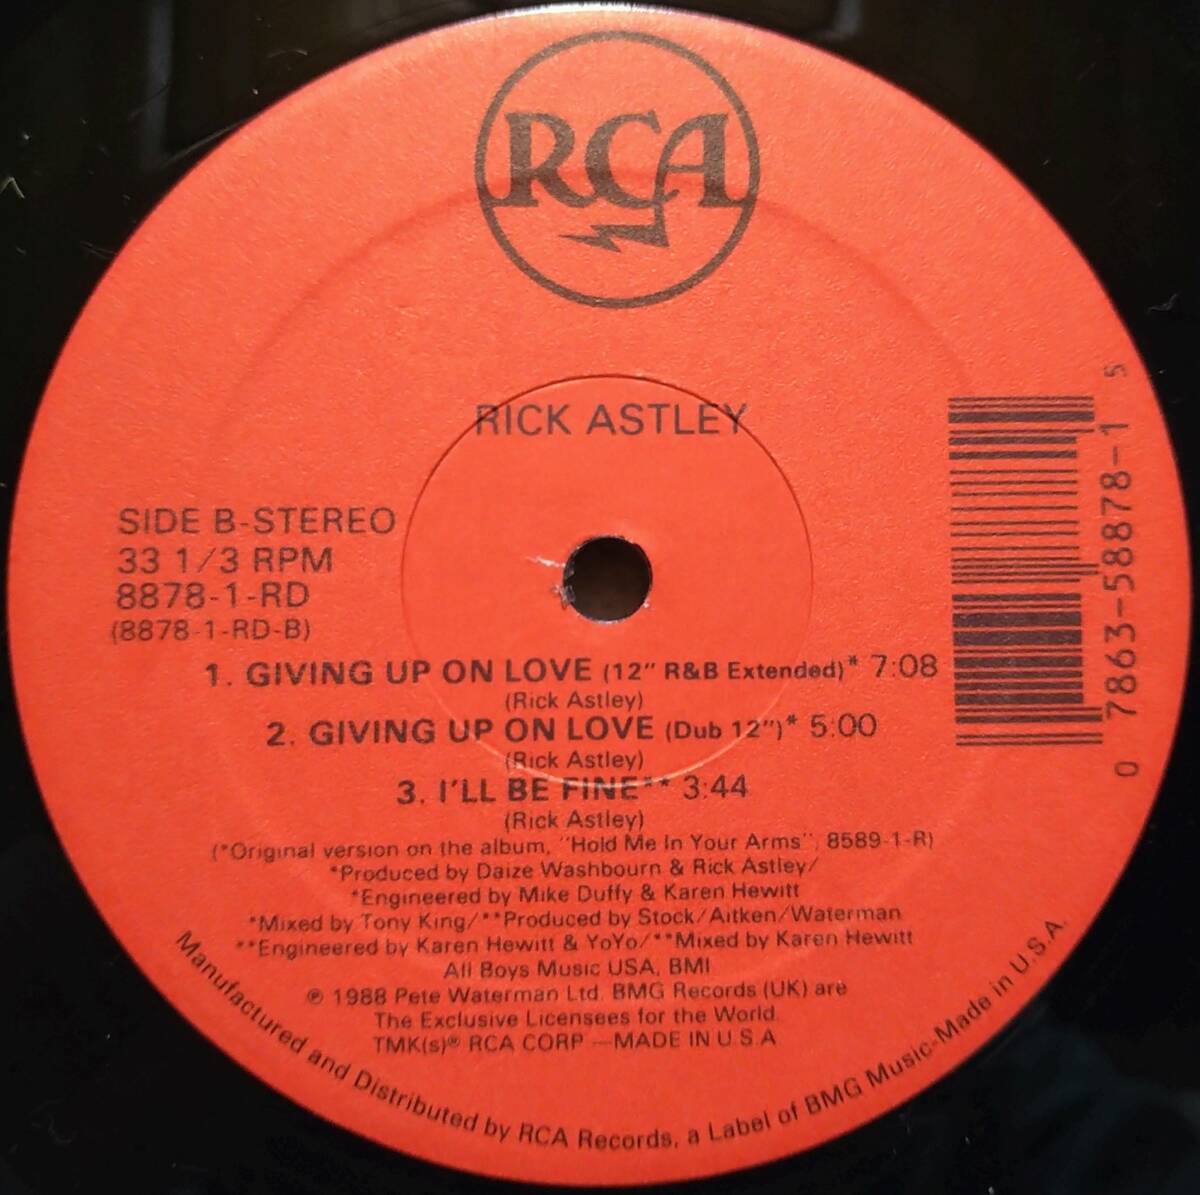 RCA
RICK ASTLEY
SIDE B-STEREO
33 1/3 RPM
8878-1-RD
(8878-1-RD-B)
1. GIVING UP ON LOVE (12" R&B Extended)* 7:08
(Rick Astley)
2. GIVING UP ON LOVE (Dub 12")* 5:00
(Rick Astley)
3. I'LL BE FINE** 3:44
(Rick Astley)
(*Original version on the album, "Hold Me In Your Arms", 8589-1-R)
*Produced by Daize Washbourn & Rick Astley/
*Engineered by Mike Duffy & Karen Hewitt
*Mixed by Tony King/**Produced by Stock/Aitken/Waterman
**Engineered by Karen Hewitt & YoYo/**Mixed by Karen Hewitt
All Boys Music USA, BMI
℗ 1988 Pete Waterman Ltd. BMG Records (UK) are
The Exclusive Licensees for the World.
TMK(s)® RCA CORP —MADE IN U.S.A
Manufactured and Distributed by RCA Records, a Label of BMG Music-Made in U.S.A.
0 7863-58878-1 5